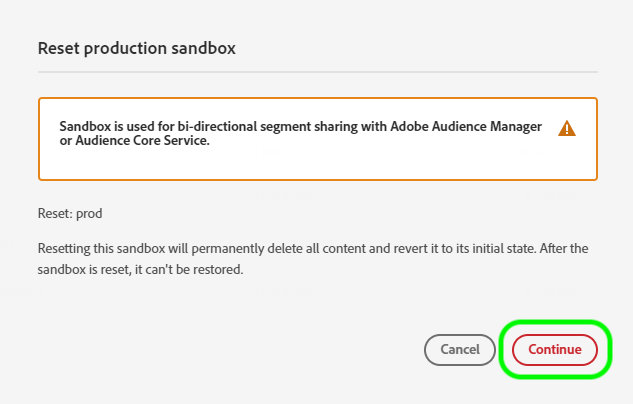 Reset production sandbox
Sandbox is used for bi-directional segment sharing with Adobe Audience Manager
or Audience Core Service.
Reset: prod
Resetting this sandbox will permanently delete all content and revert it to its initial state. After the
sandbox is reset, it can't be restored.
Cancel
Continue